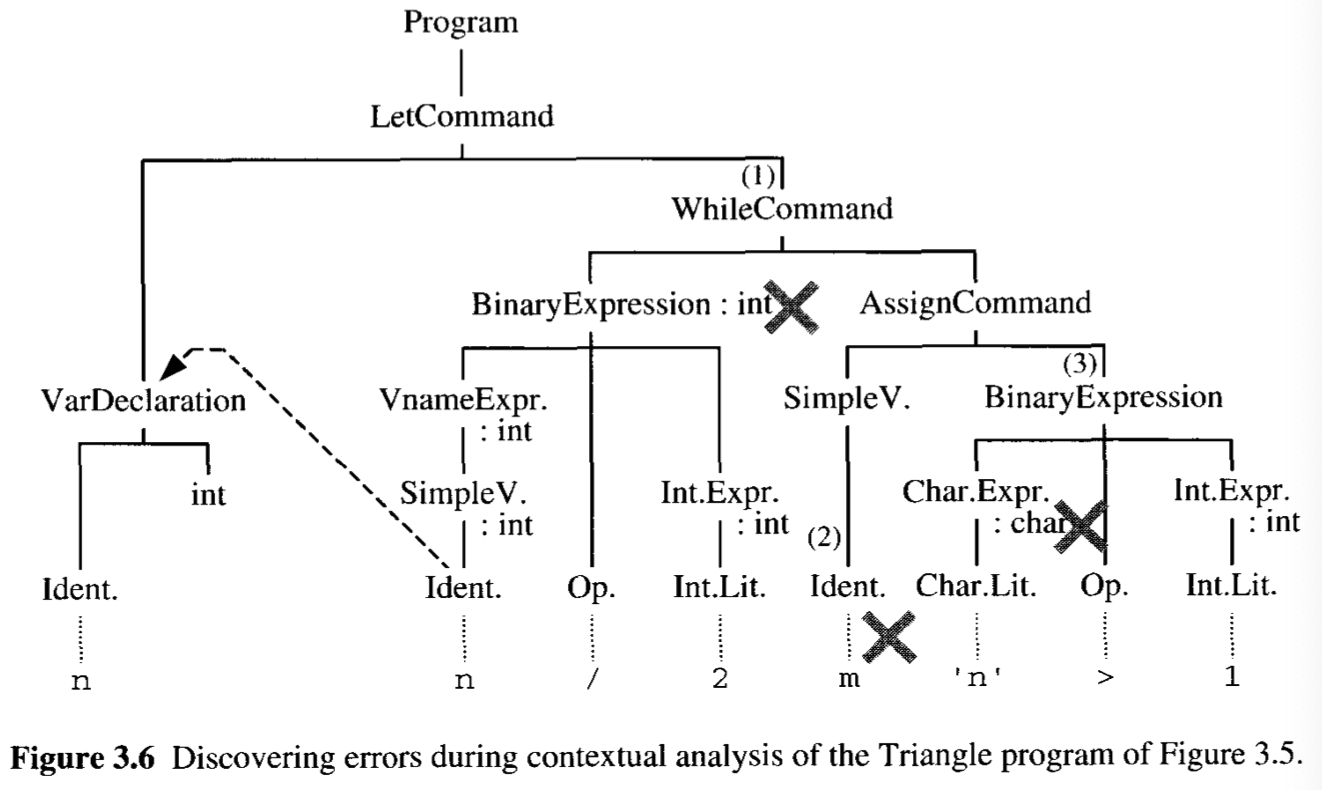 Program
LetCommand
(1)
WhileCommand
BinaryExpression : int
AssignCommand
(3)
VarDeclaration
VnameExpr.
: int
SimpleV.
BinaryExpression
int
SimpleV.
: int
Int.Expr.
: int
(2)
Char.Expr.
: char
Int.Expr.
: int
Ident.
Ident.
Op.
Int.Lit.
Ident.
Char.Lit.
Op.
Int.Lit.
n
n
/
2
m
'n'
>
1
Figure 3.6 Discovering errors during contextual analysis of the Triangle program of Figure 3.5.